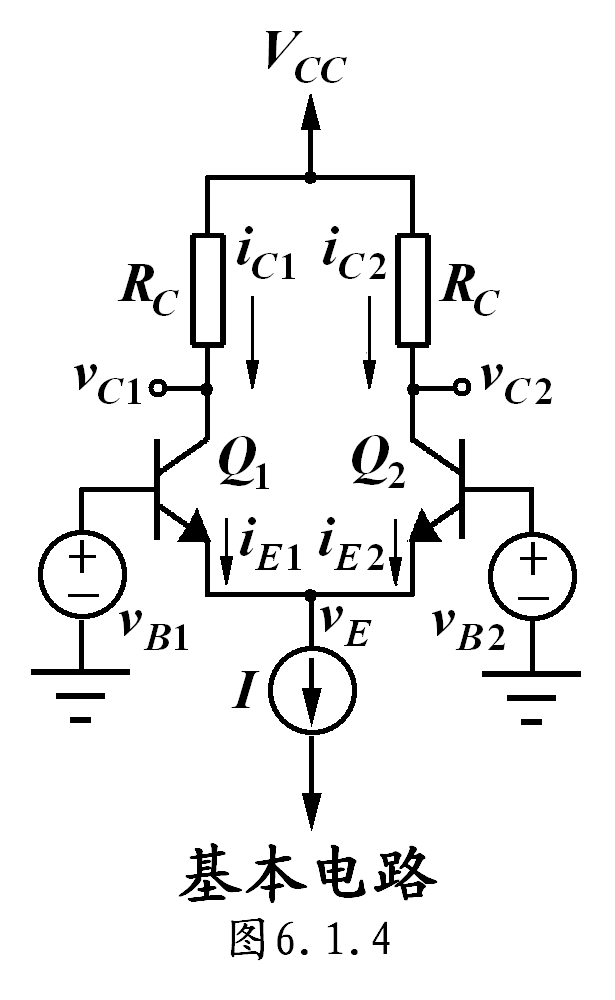 V_CC
i_C1 i_C2
R_C R_C
v_C1 v_C2
Q_1 Q_2
+ +
i_E1 i_E2
− −
v_B1 v_E v_B2
I
基本电路
图6.1.4